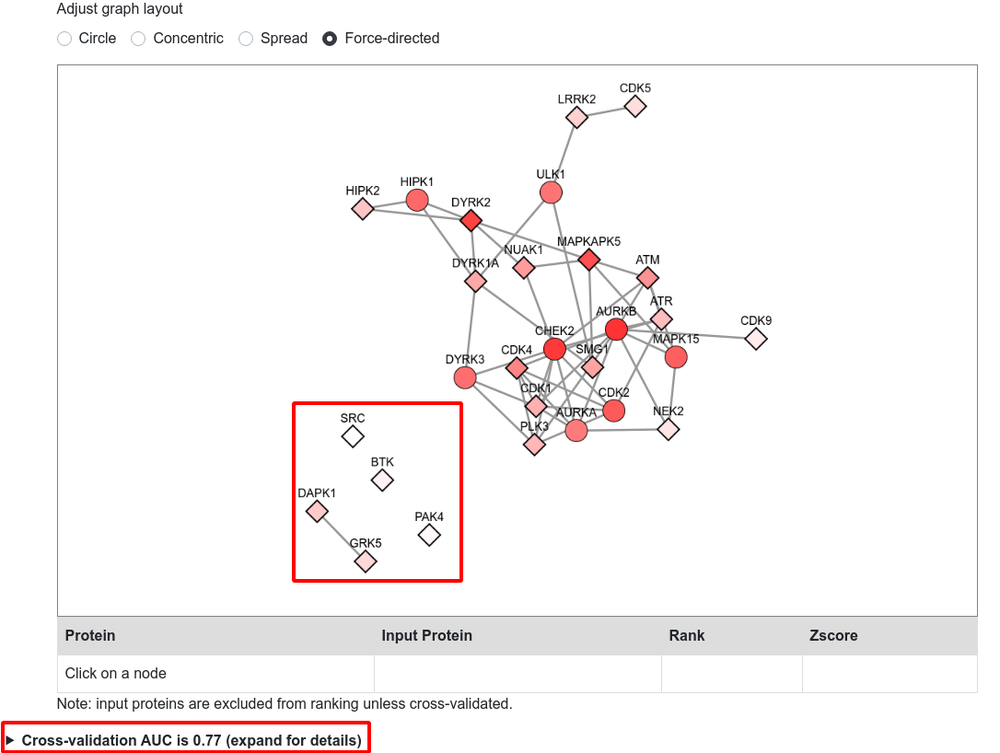 Adjust graph layout
Circle Concentric Spread Force-directed
CDK5
LRRK2
ULK1
HIPK1
HIPK2
DYRK2
MAPKAPK5
NUAK1
ATM
DYRK1A
ATR
AURKB
CDK9
CHEK2
MAPK15
SMG1
CDK4
DYRK3
CDK1
CDK2
AURKA
NEK2
PLK3
SRC
BTK
DAPK1
PAK4
GRK5
Protein Input Protein Rank Zscore
Click on a node
Note: input proteins are excluded from ranking unless cross-validated.
Cross-validation AUC is 0.77 (expand for details)